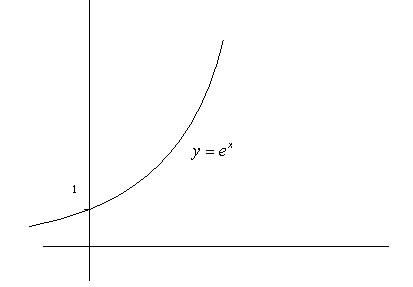 1
y = e^x